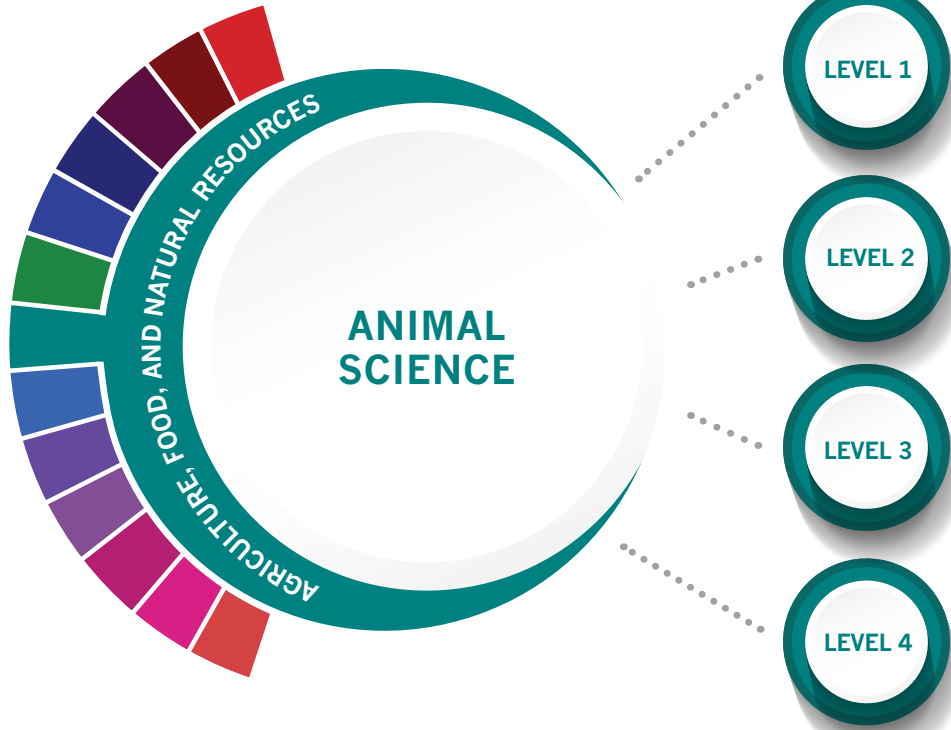 AGRICULTURE, FOOD, AND NATURAL RESOURCES
ANIMAL
SCIENCE
LEVEL 1
LEVEL 2
LEVEL 3
LEVEL 4